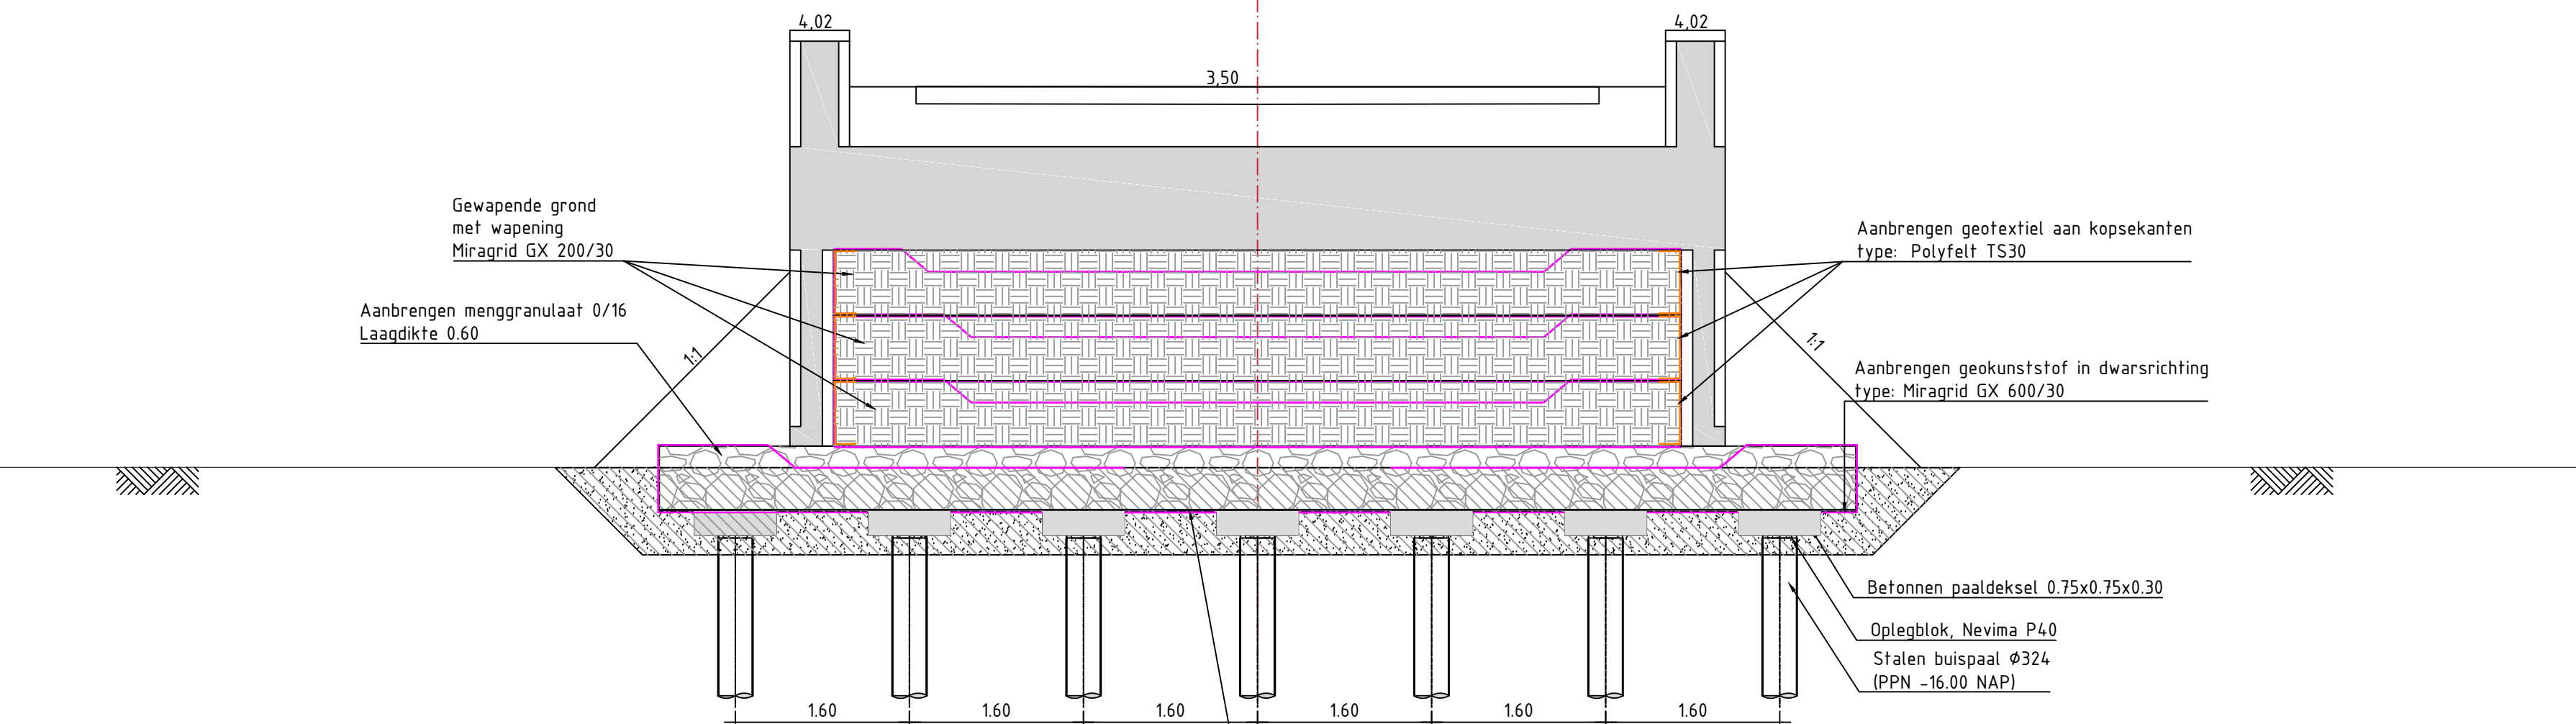 4,02
4,02
3,50
Gewapende grond
met wapening
Miragrid GX 200/30
Aanbrengen geotextiel aan kopsekanten
type: Polyfelt TS30
Aanbrengen menggranulaat 0/16
Laagdikte 0.60
1:1
1:1
Aanbrengen geokunststof in dwarsrichting
type: Miragrid GX 600/30
Betonnen paaldeksel 0.75x0.75x0.30
Oplegblok, Nevima P40
Stalen buispaal Ø324
(PPN -16.00 NAP)
1.60
1.60
1.60
1.60
1.60
1.60